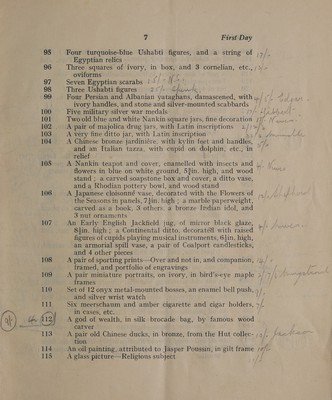 7 First Day
95 Four turquoise-blue Ushabti figures, and a string of
Egyptian relics
96 Three squares of ivory, in box, and 3 cornelian, etc.,
oviforms
97 Seven Egyptian scarabs
98 Three Ushabti figures
99 Four Persian and Albanian yataghans, damascened, with
ivory handles, and stone and silver-mounted scabbards
100 Five military silver war medals
101 Two old blue and white Nankin square jars, fine decoration
102 A pair of majolica drug jars, with Latin inscriptions
103 A very fine ditto jar, with Latin inscription
104 A Chinese bronze jardinière, with kylin feet and handles,
and an Italian tazza, with cupid on dolphin, etc., in
relief
105 A Nankin teapot and cover, enamelled with insects and
flowers in blue on white ground, 5½in. high, and wood
stand ; a carved soapstone box and cover, a ditto vase,
and a Rhodian pottery bowl, and wood stand
106 A Japanese cloisonné vase, decorated with the Flowers of
the Seasons in panels, 7½in. high ; a marble paperweight,
carved as a book, 3 others, a bronze Indian idol, and
3 nut ornaments
107 An Early English Jackfield jug, of mirror black glaze,
8½in. high ; a Continental ditto, decorated with raised
figures of cupids playing musical instruments, 6½in. high,
an armorial spill vase, a pair of Coalport candlesticks,
and 4 other pieces
108 A pair of sporting prints—Over and not in, and companion,
framed, and portfolio of engravings
109 A pair miniature portraits, on ivory, in bird's-eye maple
frames
110 Set of 12 onyx metal-mounted bosses, an enamel bell push,
and silver wrist watch
111 Six meerschaum and amber cigarette and cigar holders,
in cases, etc.
112 A god of wealth, in silk brocade bag, by famous wood
carver
113 A pair old Chinese ducks, in bronze, from the Hutt collec-
tion
114 An oil painting, attributed to Jasper Poussin, in gilt frame
115 A glass picture—Religious subject